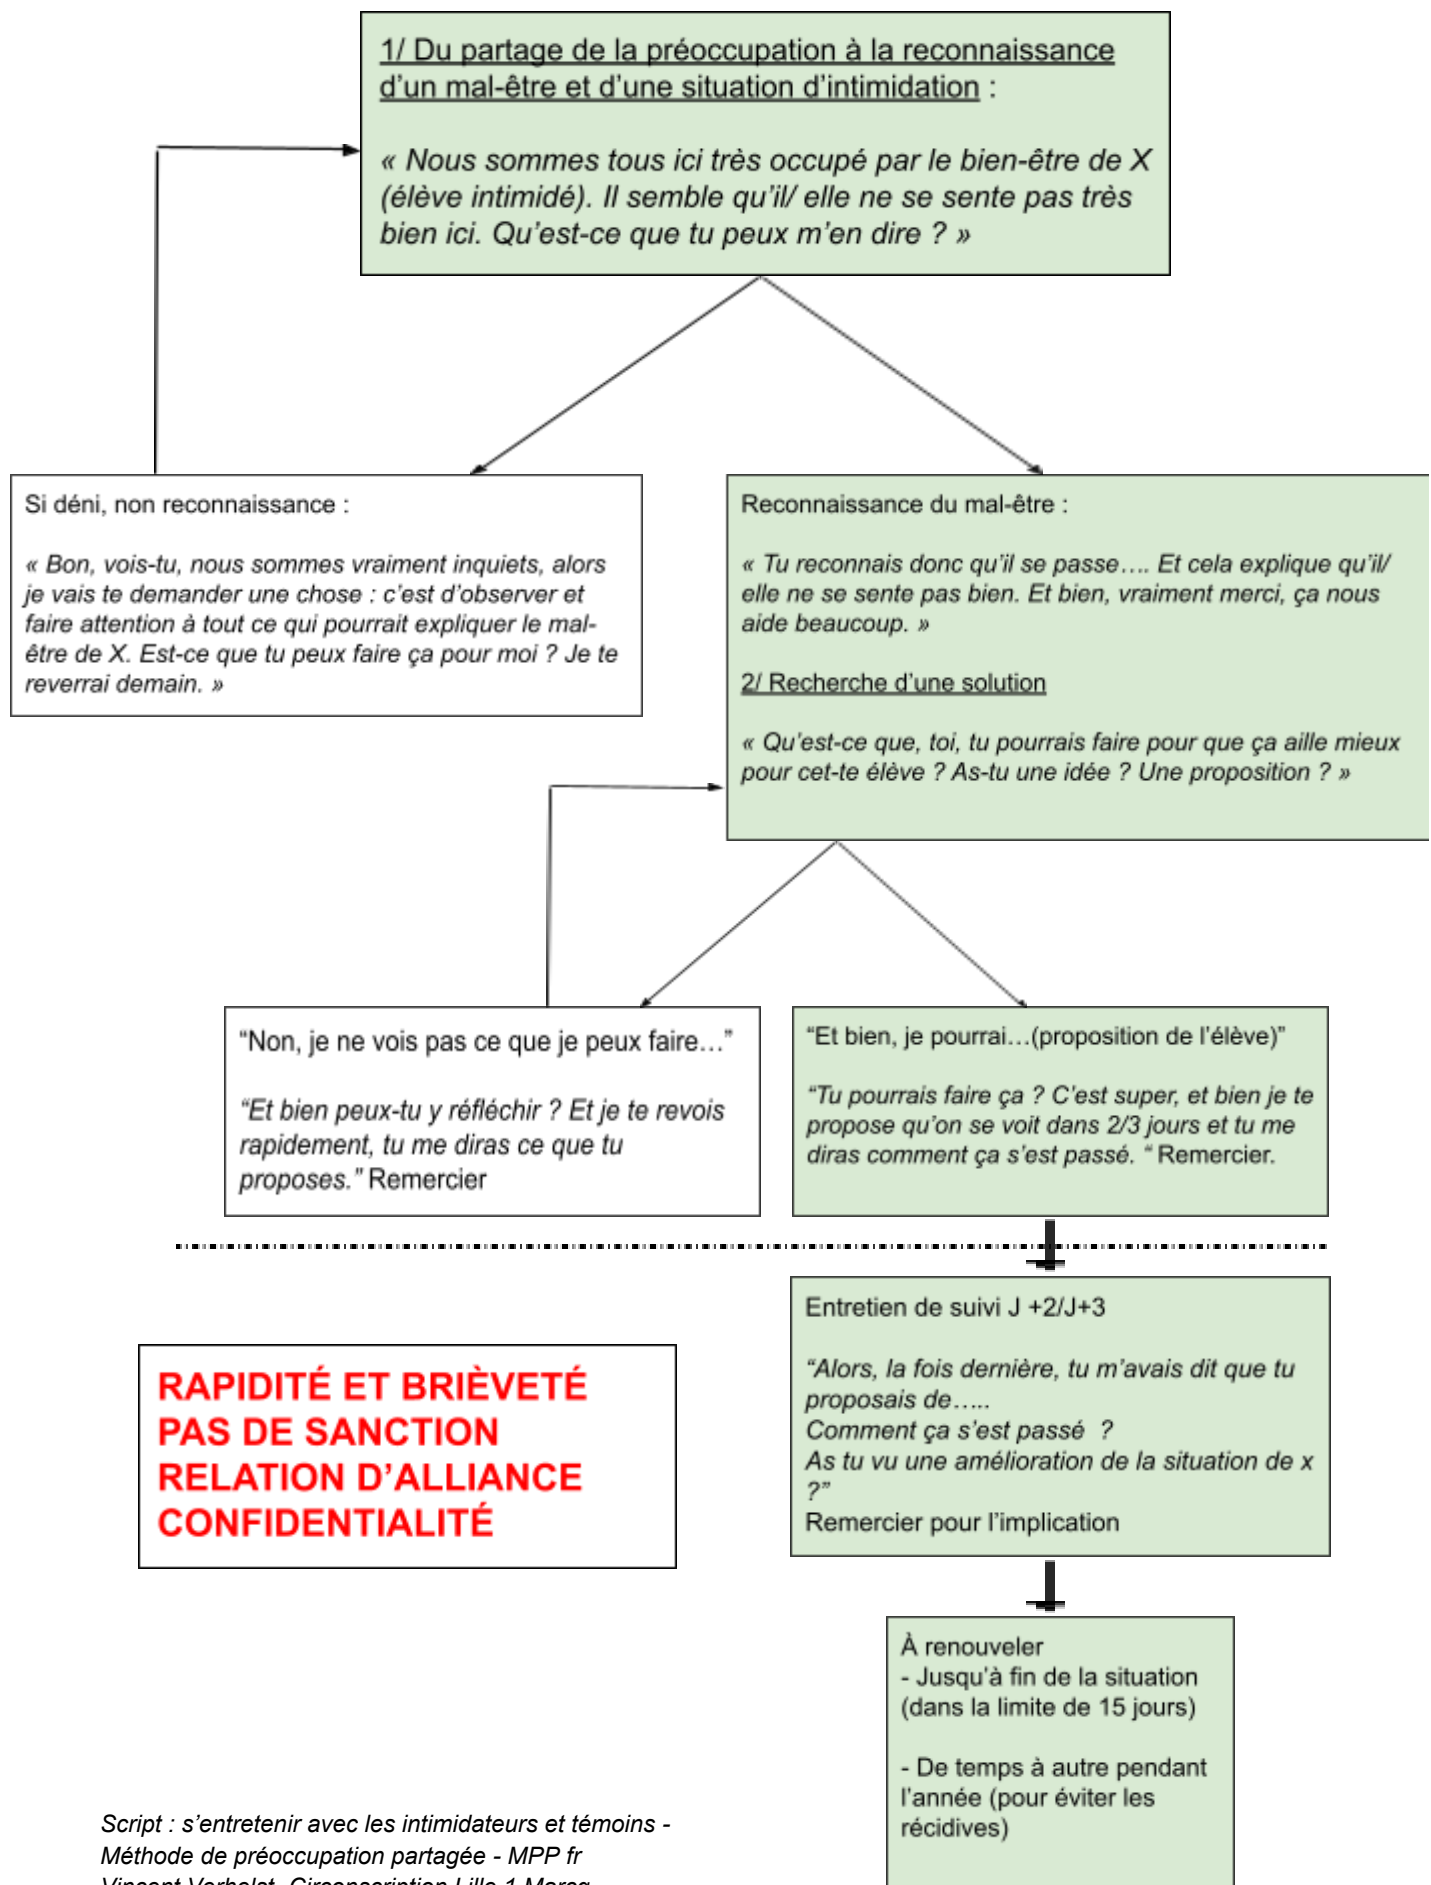 1/ Du partage de la préoccupation à la reconnaissance
d’un mal-être et d’une situation d’intimidation :
« Nous sommes tous ici très occupé par le bien-être de X
(élève intimidé). Il semble qu’il/ elle ne se sente pas très
bien ici. Qu’est-ce que tu peux m’en dire ? »
Si déni, non reconnaissance :
« Bon, vois-tu, nous sommes vraiment inquiets, alors
je vais te demander une chose : c’est d’observer et
faire attention à tout ce qui pourrait expliquer le mal-
être de X. Est-ce que tu peux faire ça pour moi ? Je te
reverrai demain. »
Reconnaissance du mal-être :
« Tu reconnais donc qu’il se passe…. Et cela explique qu’il/
elle ne se sente pas bien. Et bien, vraiment merci, ça nous
aide beaucoup. »
2/ Recherche d’une solution
« Qu’est-ce que, toi, tu pourrais faire pour que ça aille mieux
pour cet-te élève ? As-tu une idée ? Une proposition ? »
“Non, je ne vois pas ce que je peux faire…”
“Et bien peux-tu y réfléchir ? Et je te revois
rapidement, tu me diras ce que tu
proposes.” Remercier
“Et bien, je pourrai…(proposition de l’élève)”
“Tu pourrais faire ça ? C’est super, et bien je te
propose qu’on se voit dans 2/3 jours et tu me
diras comment ça s’est passé. “ Remercier.
Entretien de suivi J +2/J+3
“Alors, la fois dernière, tu m’avais dit que tu
proposais de…..
Comment ça s’est passé ?
As tu vu une amélioration de la situation de x
?”
Remercier pour l’implication
RAPIDITÉ ET BRIÈVETÉ
PAS DE SANCTION
RELATION D’ALLIANCE
CONFIDENTIALITÉ
À renouveler
- Jusqu’à fin de la situation
(dans la limite de 15 jours)
- De temps à autre pendant
l’année (pour éviter les
récidives)
Script : s’entretenir avec les intimidateurs et témoins -
Méthode de préoccupation partagée - MPP fr
Vincent Verhelst- Circonscription Lille 1 Marcq